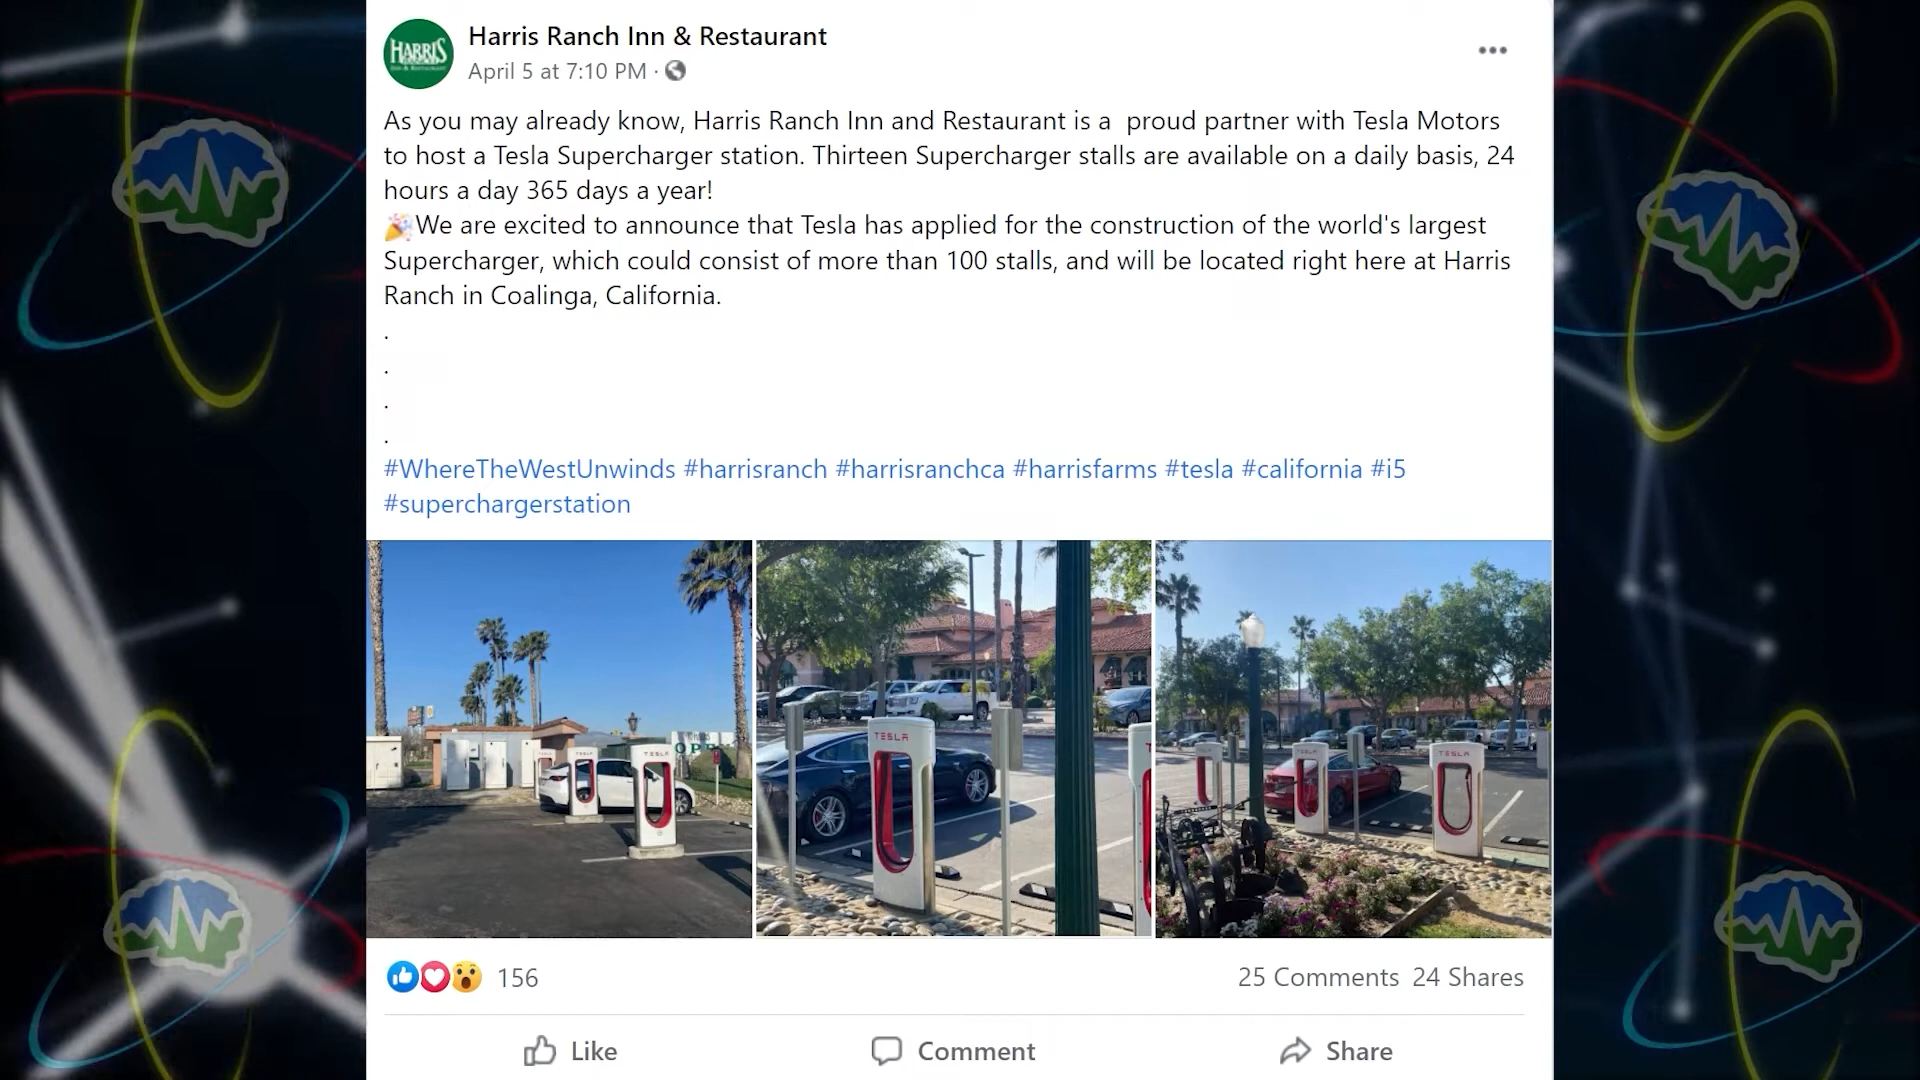 HARRIS
Harris Ranch Inn & Restaurant
April 5 at 7:10 PM ·
As you may already know, Harris Ranch Inn and Restaurant is a proud partner with Tesla Motors
to host a Tesla Supercharger station. Thirteen Supercharger stalls are available on a daily basis, 24
hours a day 365 days a year!
🎉We are excited to announce that Tesla has applied for the construction of the world's largest
Supercharger, which could consist of more than 100 stalls, and will be located right here at Harris
Ranch in Coalinga, California.
.
.
.
.
#WhereTheWestUnwinds #harrisranch #harrisranchca #harrisfarms #tesla #california #i5
#superchargerstation
TESLA
TESLA
TESLA
TESLA
TESLA
156
25 Comments 24 Shares
Like
Comment
Share